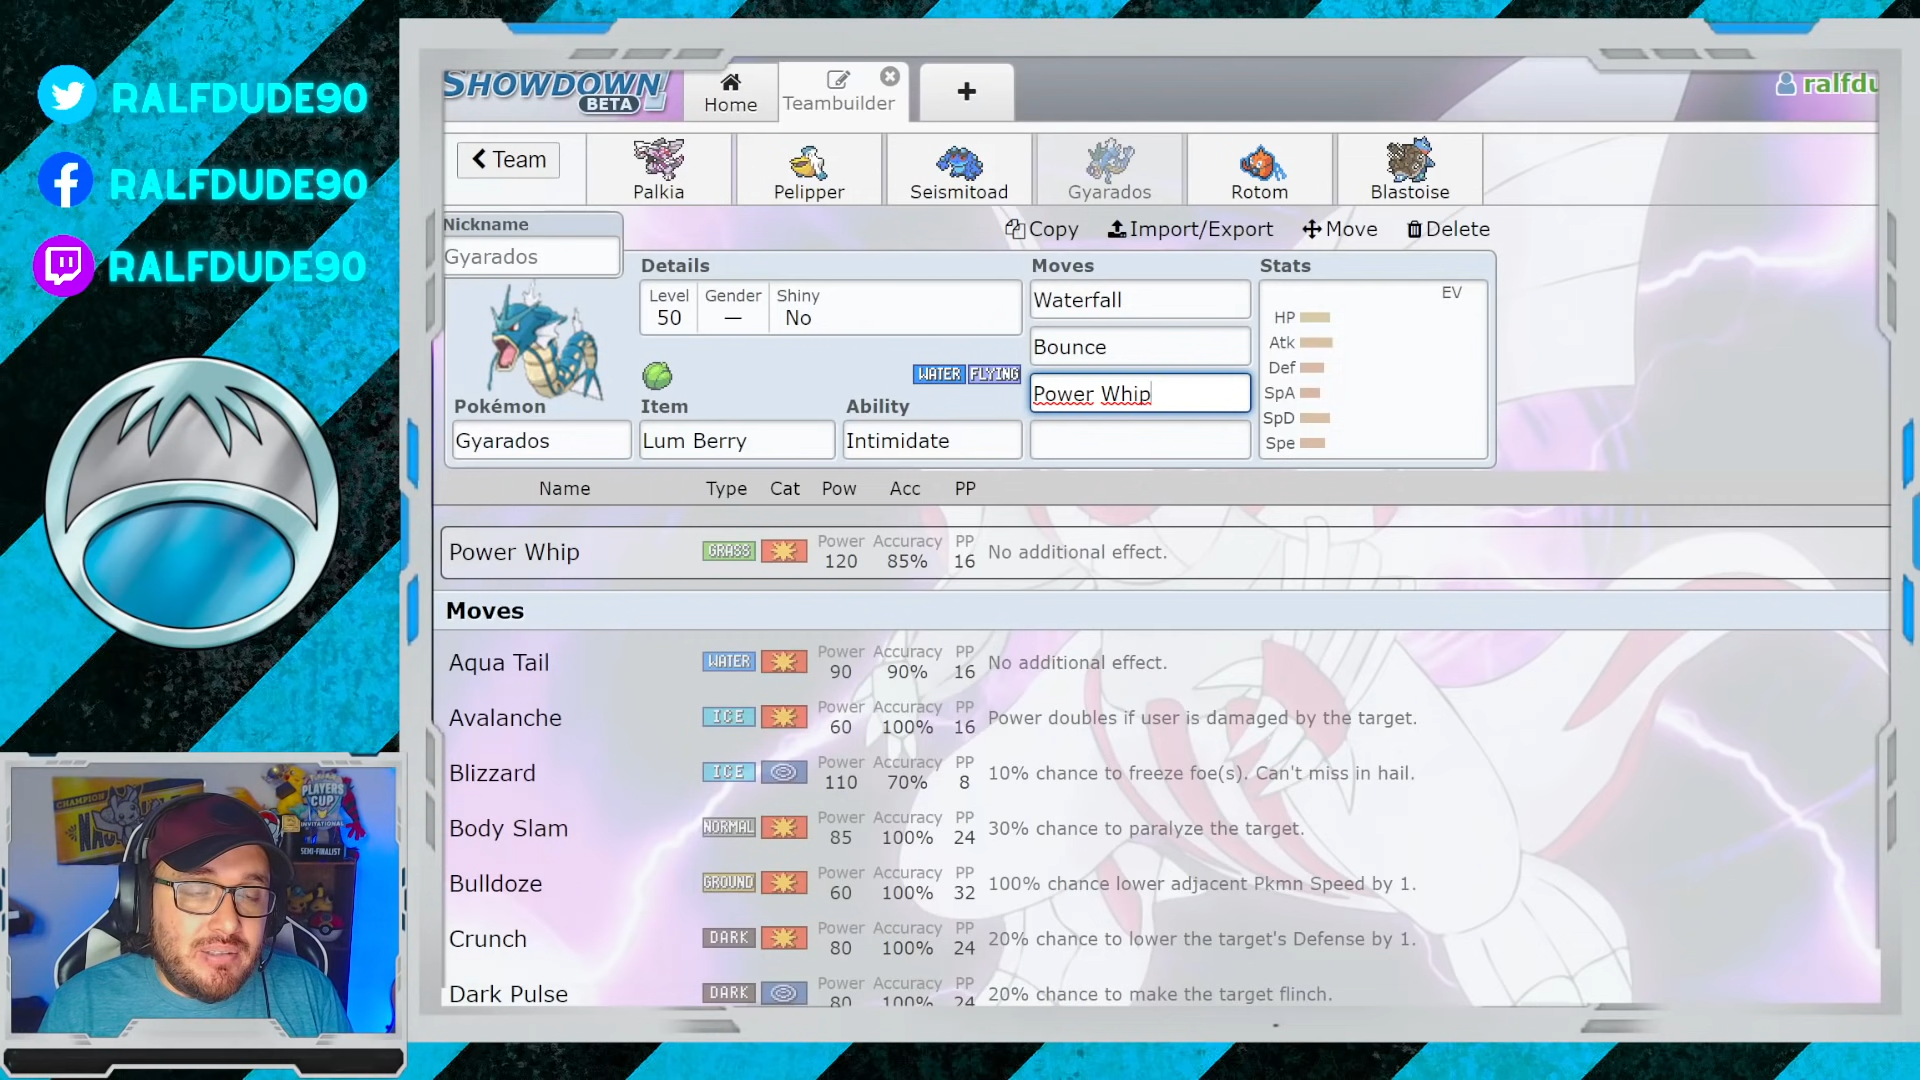 RALFDUDE90
RALFDUDE90
RALFDUDE90
SHOWDOWN!
BETA
Home
Teambuilder
+
ralfdu
Team
Palkia
Pelipper
Seismitoad
Gyarados
Rotom
Blastoise
Copy
Import/Export
Move
Delete
Nickname
Gyarados
Details
Level
50
Gender
—
Shiny
No
WATER FLYING
Pokémon
Gyarados
Item
Lum Berry
Ability
Intimidate
Moves
Waterfall
Bounce
Power Whip
Stats
EV
HP
Atk
Def
SpA
SpD
Spe
Name Type Cat Pow Acc PP
Power Whip GRASS Power 120 Accuracy 85% PP 16 No additional effect.
Moves
Aqua Tail WATER Power 90 Accuracy 90% PP 16 No additional effect.
Avalanche ICE Power 60 Accuracy 100% PP 16 Power doubles if user is damaged by the target.
Blizzard ICE Power 110 Accuracy 70% PP 8 10% chance to freeze foe(s). Can't miss in hail.
Body Slam NORMAL Power 85 Accuracy 100% PP 24 30% chance to paralyze the target.
Bulldoze GROUND Power 60 Accuracy 100% PP 32 100% chance lower adjacent Pkmn Speed by 1.
Crunch DARK Power 80 Accuracy 100% PP 24 20% chance to lower the target's Defense by 1.
Dark Pulse DARK Power 80 Accuracy 100% PP 24 20% chance to make the target flinch.
CHAMPION
PLAYERS
CUP
INVITATIONAL
SEMI-FINALIST